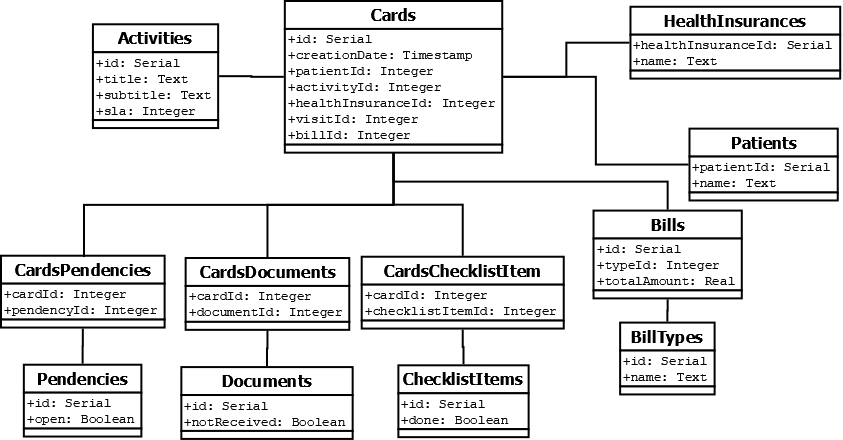 Cards
+id: Serial
+creationDate: Timestamp
+patientId: Integer
+activityId: Integer
+healthInsuranceId: Integer
+visitId: Integer
+billId: Integer
Activities
+id: Serial
+title: Text
+subtitle: Text
+sla: Integer
HealthInsurances
+healthInsuranceId: Serial
+name: Text
Patients
+patientId: Serial
+name: Text
Bills
+id: Serial
+typeId: Integer
+totalAmount: Real
CardsPendencies
+cardId: Integer
+pendencyId: Integer
CardsDocuments
+cardId: Integer
+documentId: Integer
CardsChecklistItem
+cardId: Integer
+checklistItemId: Integer
BillTypes
+id: Serial
+name: Text
Pendencies
+id: Serial
+open: Boolean
Documents
+id: Serial
+notReceived: Boolean
ChecklistItems
+id: Serial
+done: Boolean